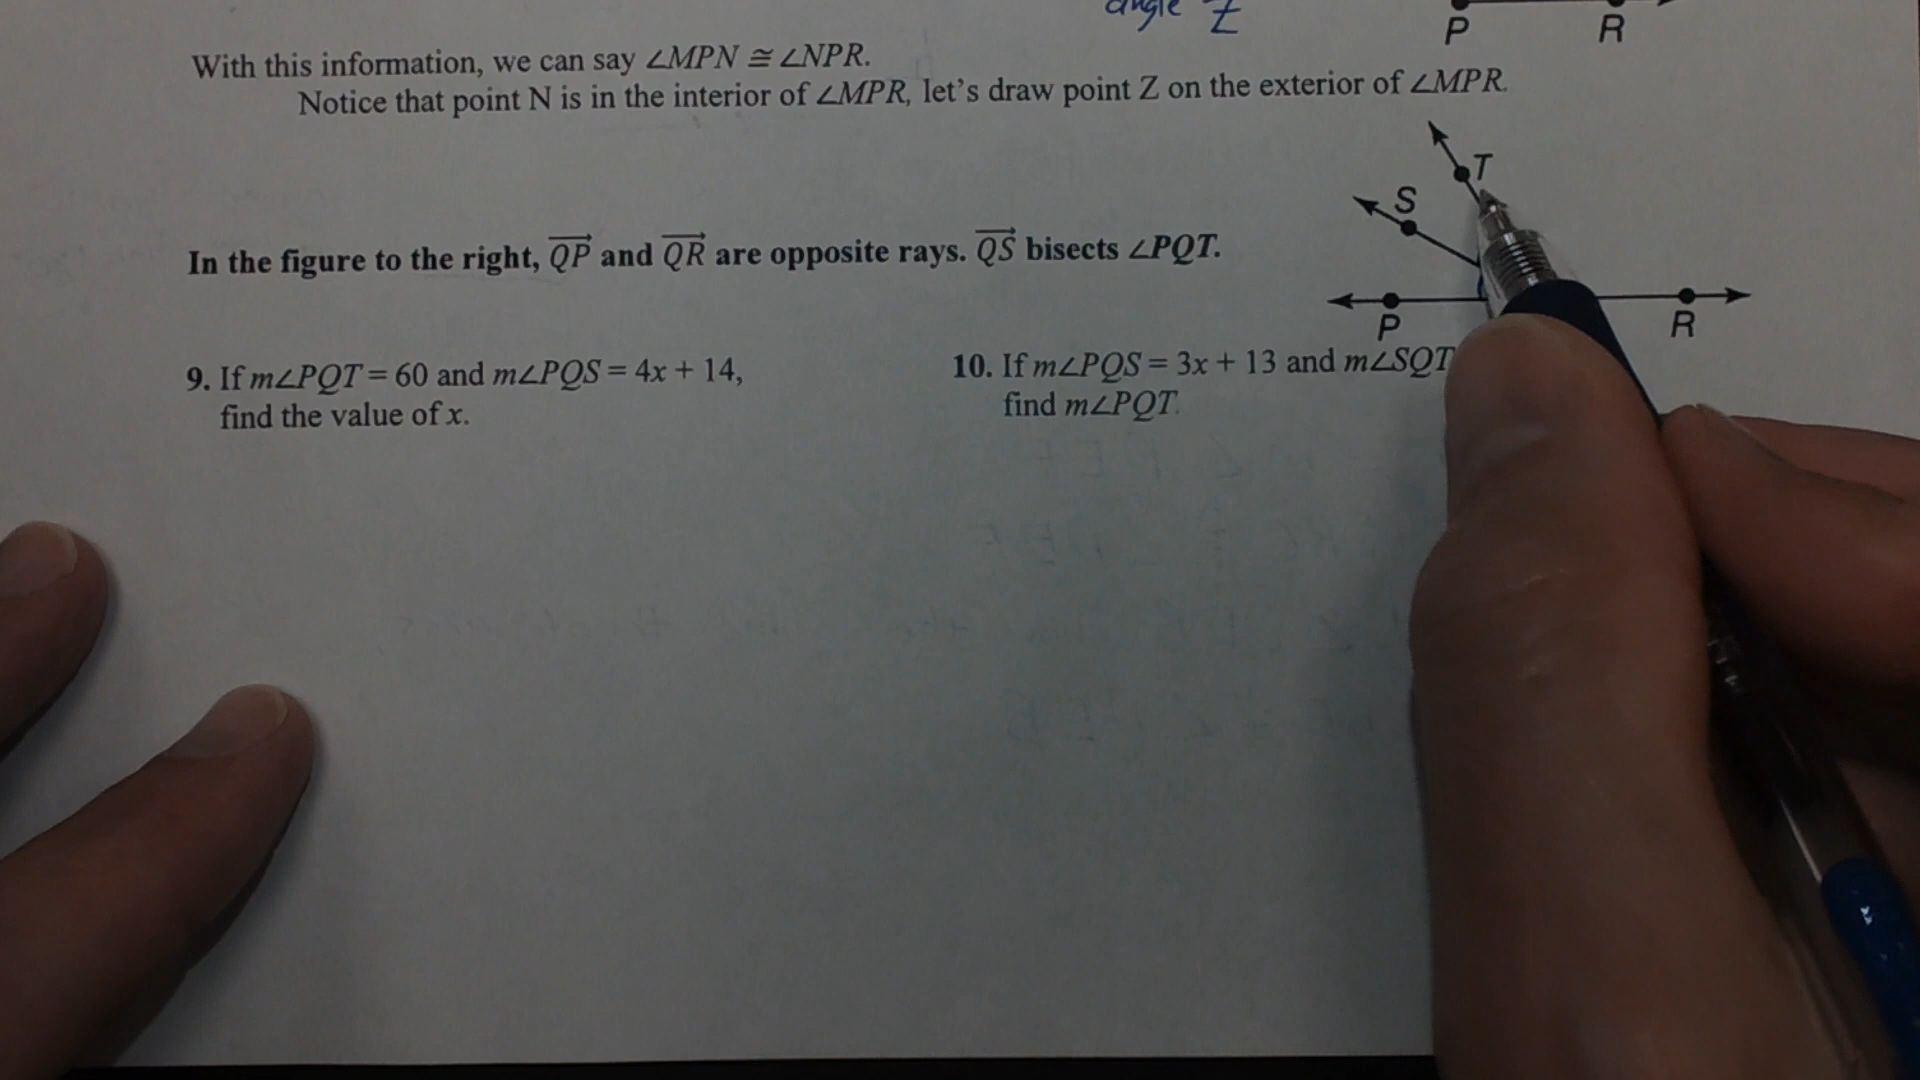 angle Z
P R
With this information, we can say ∠MPN ≅ ∠NPR.
Notice that point N is in the interior of ∠MPR, let's draw point Z on the exterior of ∠MPR.
T
S
In the figure to the right, QP and QR are opposite rays. QS bisects ∠PQT.
P R
9. If m∠PQT = 60 and m∠PQS = 4x + 14,
find the value of x.
10. If m∠PQS = 3x + 13 and m∠SQT
find m∠PQT.